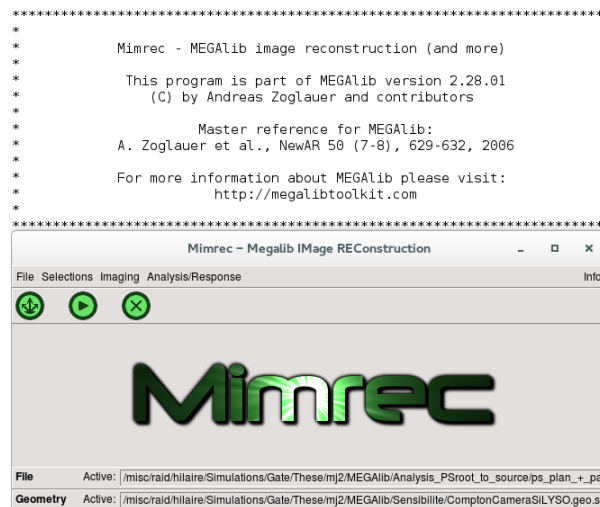 ******************************************************************************
*
* Mimrec - MEGAlib image reconstruction (and more)
*
* This program is part of MEGAlib version 2.28.01
* (C) by Andreas Zoglauer and contributors
*
* Master reference for MEGAlib:
* A. Zoglauer et al., NewAR 50 (7-8), 629-632, 2006
*
* For more information about MEGAlib please visit:
* http://megalibtoolkit.com
*
******************************************************************************
Mimrec - Megalib IMage REConstruction
File Selections Imaging Analysis/Response Info
Mimrec
File Active: /misc/raid/hilaire/Simulations/Gate/These/mj2/MEGAlib/Analysis_PSroot_to_source/ps_plan_+_pa
Geometry Active: /misc/raid/hilaire/Simulations/Gate/These/mj2/MEGAlib/Sensibilite/ComptonCameraSiLYSO.geo.s